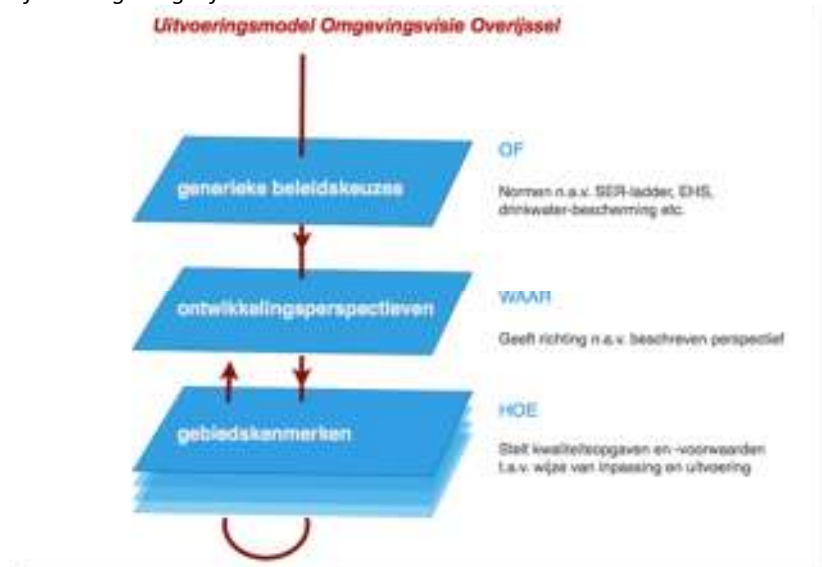 Uitvoeringsmodel Omgevingsvisie Overijssel
generieke beleidskeuzes
OF
Normen n.a.v. SER-ladder, EHS,
drinkwater-bescherming etc.
ontwikkelingsperspectieven
WAAR
Geeft richting n.a.v. beschreven perspectief
gebiedskenmerken
HOE
Stelt kwaliteitsopgaven en -voorwaarden
t.a.v. wijze van inpassing en uitvoering